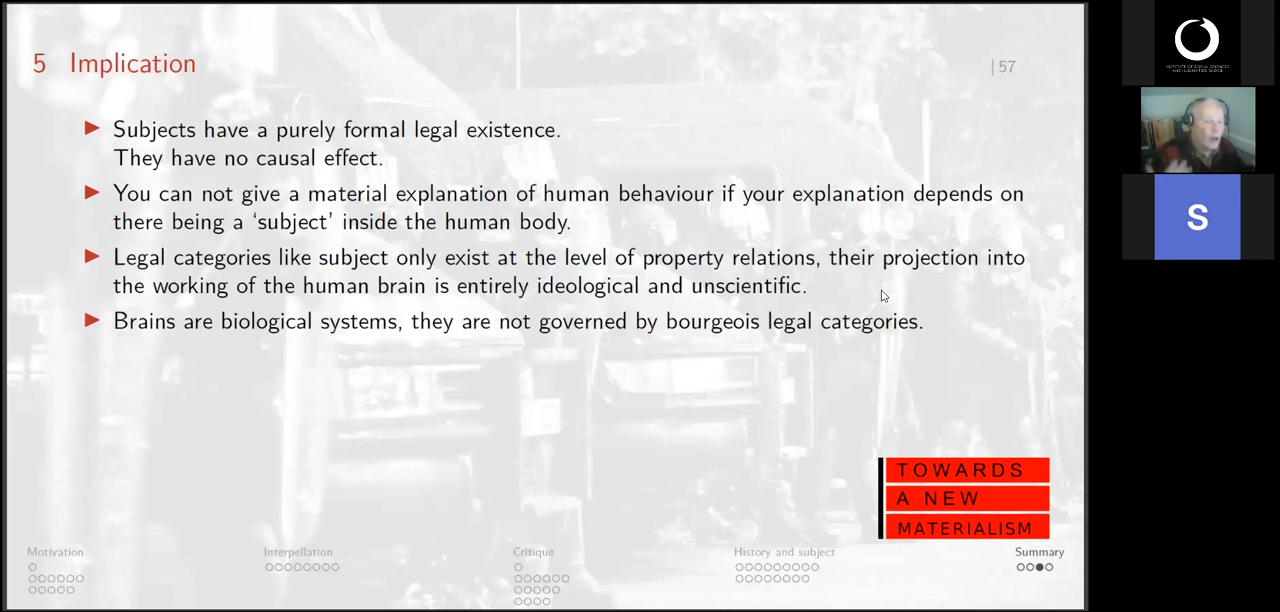 5 Implication
| 57
▶ Subjects have a purely formal legal existence.
They have no causal effect.
▶ You can not give a material explanation of human behaviour if your explanation depends on
there being a ‘subject’ inside the human body.
▶ Legal categories like subject only exist at the level of property relations, their projection into
the working of the human brain is entirely ideological and unscientific.
▶ Brains are biological systems, they are not governed by bourgeois legal categories.
TOWARDS
A NEW
MATERIALISM
Motivation
Interpellation
Critique
History and subject
Summary
INSTITUTE OF SOCIAL SCIENCES
S